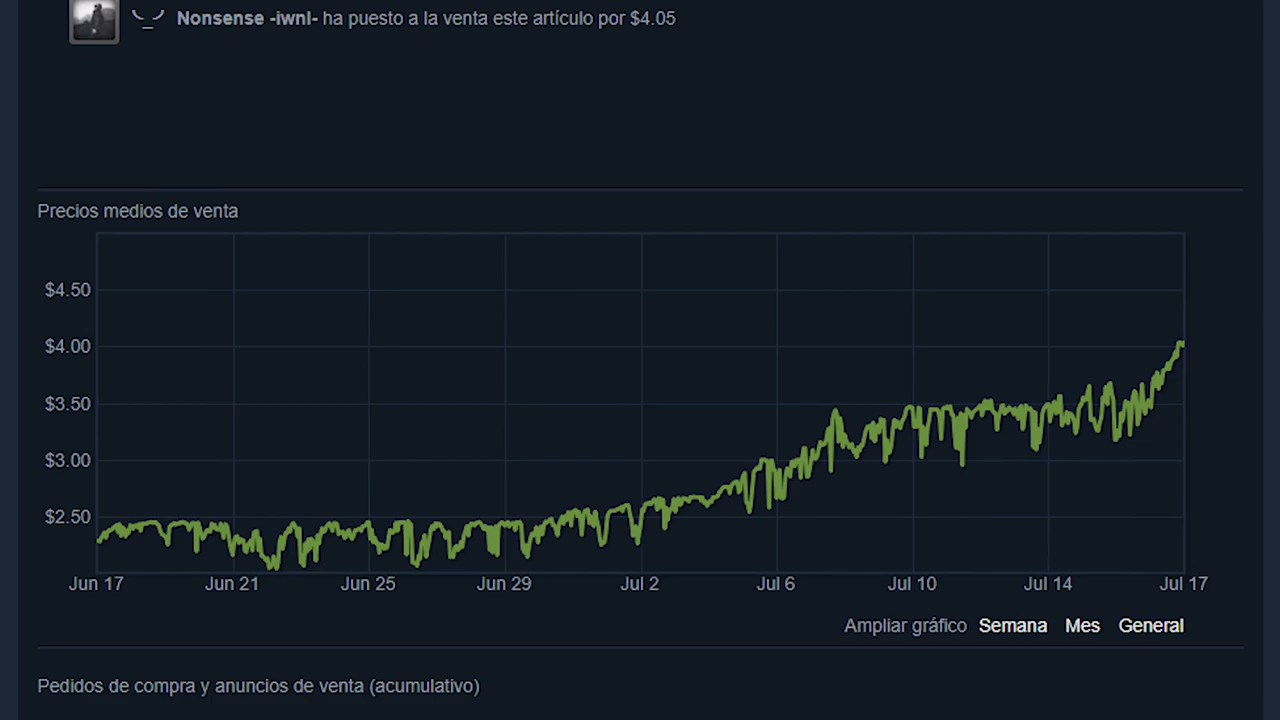 Nonsense -iwnl- ha puesto a la venta este artículo por $4.05
Precios medios de venta
$4.50
$4.00
$3.50
$3.00
$2.50
Jun 17 Jun 21 Jun 25 Jun 29 Jul 2 Jul 6 Jul 10 Jul 14 Jul 17
Ampliar gráfico Semana Mes General
Pedidos de compra y anuncios de venta (acumulativo)